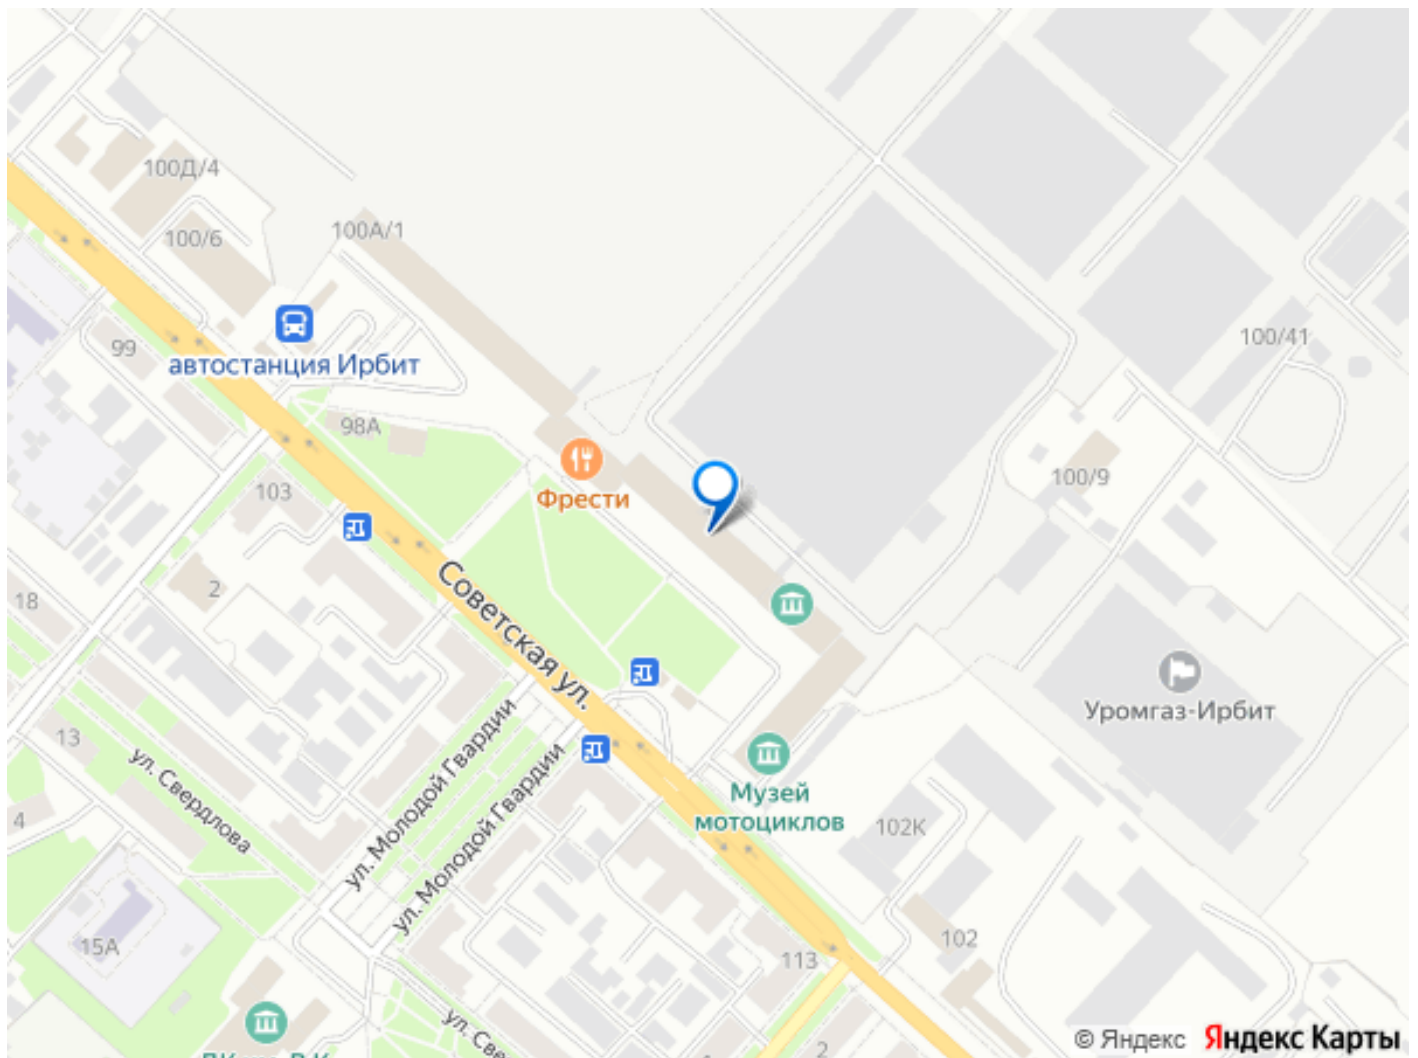 100Д/4
100А/1
100/6
100/41
99
автостанция Ирбит
98А
103
Фрести
100/9
2
18
Советская ул.
Уромгаз-Ирбит
13
ул. Свердлова
ул. Молодой Гвардии
ул. Молодой Гвардии
Музей
мотоциклов
4
102К
15А
102
113
ул. Све
2
© Яндекс Яндекс Карты